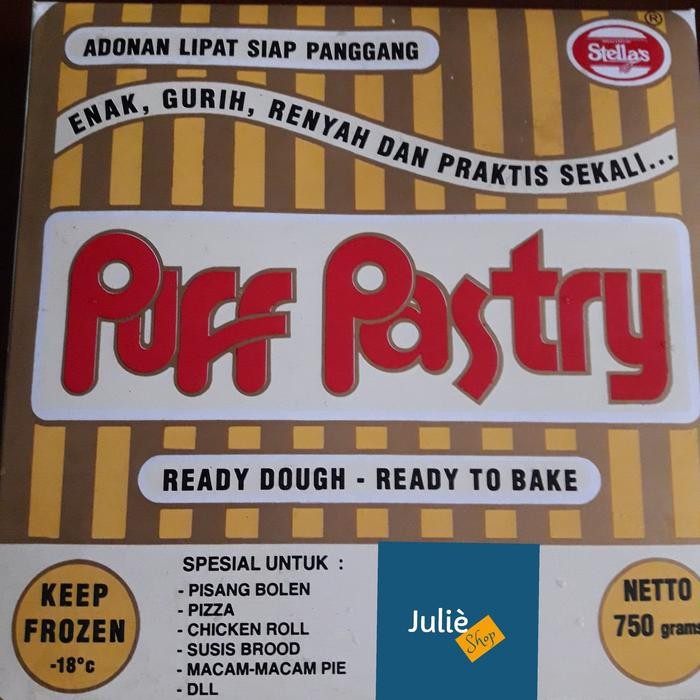 ADONAN LIPAT SIAP PANGGANG
®
Stella's
ENAK, GURIH, RENYAH DAN PRAKTIS SEKALI...
Puff Pastry
READY DOUGH - READY TO BAKE
KEEP
FROZEN
-18°c
SPESIAL UNTUK :
- PISANG BOLEN
- PIZZA
- CHICKEN ROLL
- SUSIS BROOD
- MACAM-MACAM PIE
- DLL
Juliè
Shop
NETTO
750 grams